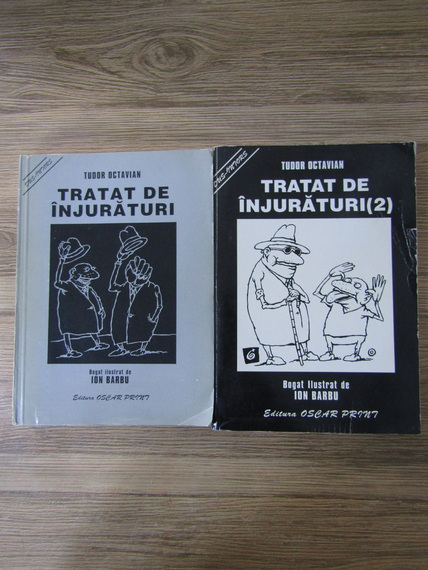 TUDOR OCTAVIAN
TRATAT DE
ÎNJURĂTURI
Bogat ilustrat de
ION BARBU
Editura OSCAR PRINT
TUDOR OCTAVIAN
TRATAT DE
ÎNJURĂTURI(2)
6
Bogat ilustrat de
ION BARBU
Editura OSCAR PRINT